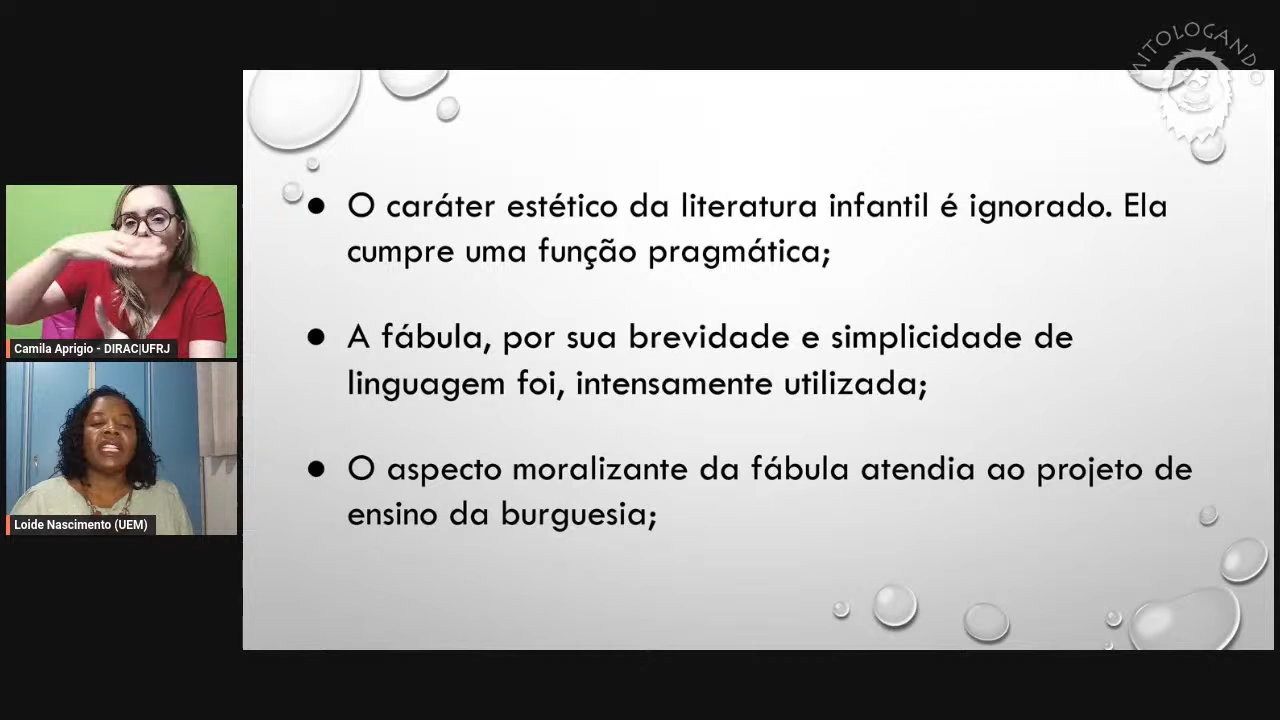 MITOLOGANDO
O caráter estético da literatura infantil é ignorado. Ela
cumpre uma função pragmática;
A fábula, por sua brevidade e simplicidade de
linguagem foi, intensamente utilizada;
O aspecto moralizante da fábula atendia ao projeto de
ensino da burguesia;
Camila Aprigio - DIRAC|UFRJ
Loide Nascimento (UEM)